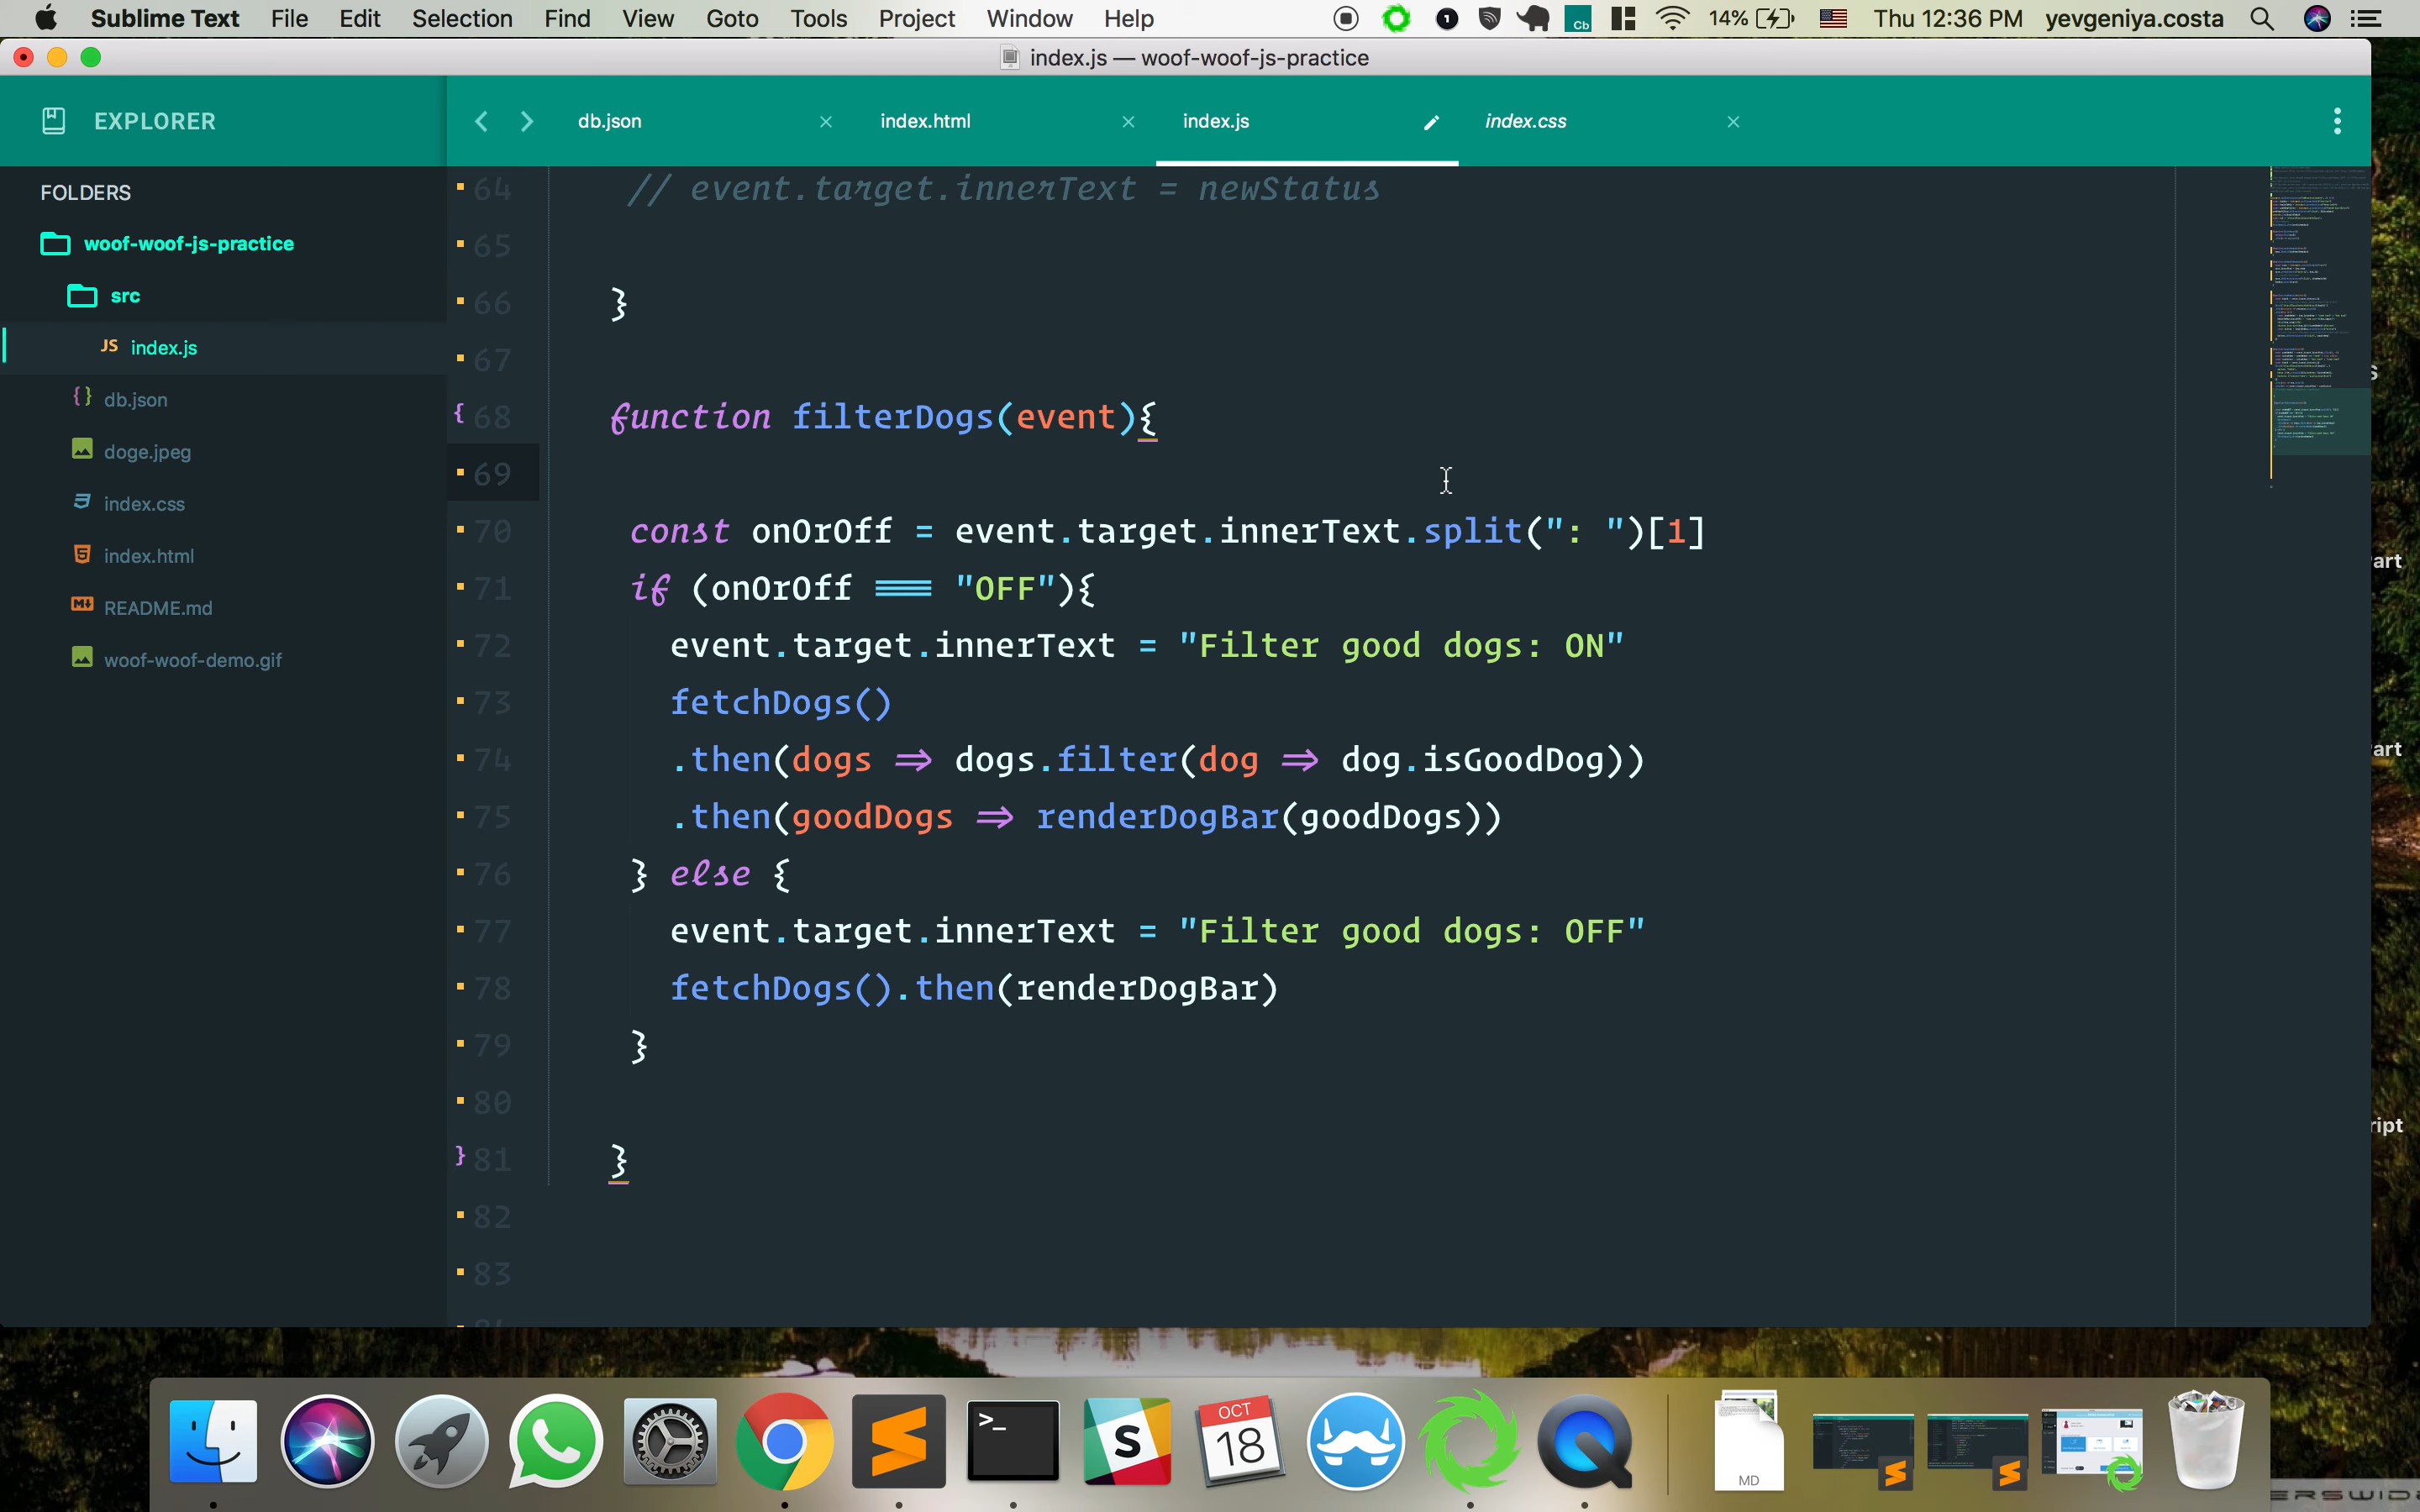 Sublime Text File Edit Selection Find View Goto Tools Project Window Help 1 Cb 14% Thu 12:36 PM yevgeniya.costa
index.js — woof-woof-js-practice
EXPLORER
db.json index.html index.js index.css
FOLDERS
woof-woof-js-practice
src
JS index.js
{} db.json
doge.jpeg
index.css
index.html
README.md
woof-woof-demo.gif
64 // event.target.innerText = newStatus
65
66 }
67
68 function filterDogs(event){
69
70 const onOrOff = event.target.innerText.split(": ")[1]
71 if (onOrOff === "OFF"){
72 event.target.innerText = "Filter good dogs: ON"
73 fetchDogs()
74 .then(dogs => dogs.filter(dog => dog.isGoodDog))
75 .then(goodDogs => renderDogBar(goodDogs))
76 } else {
77 event.target.innerText = "Filter good dogs: OFF"
78 fetchDogs().then(renderDogBar)
79 }
80
81 }
82
83
art
art
ript
>_
S
OCT
18
MD